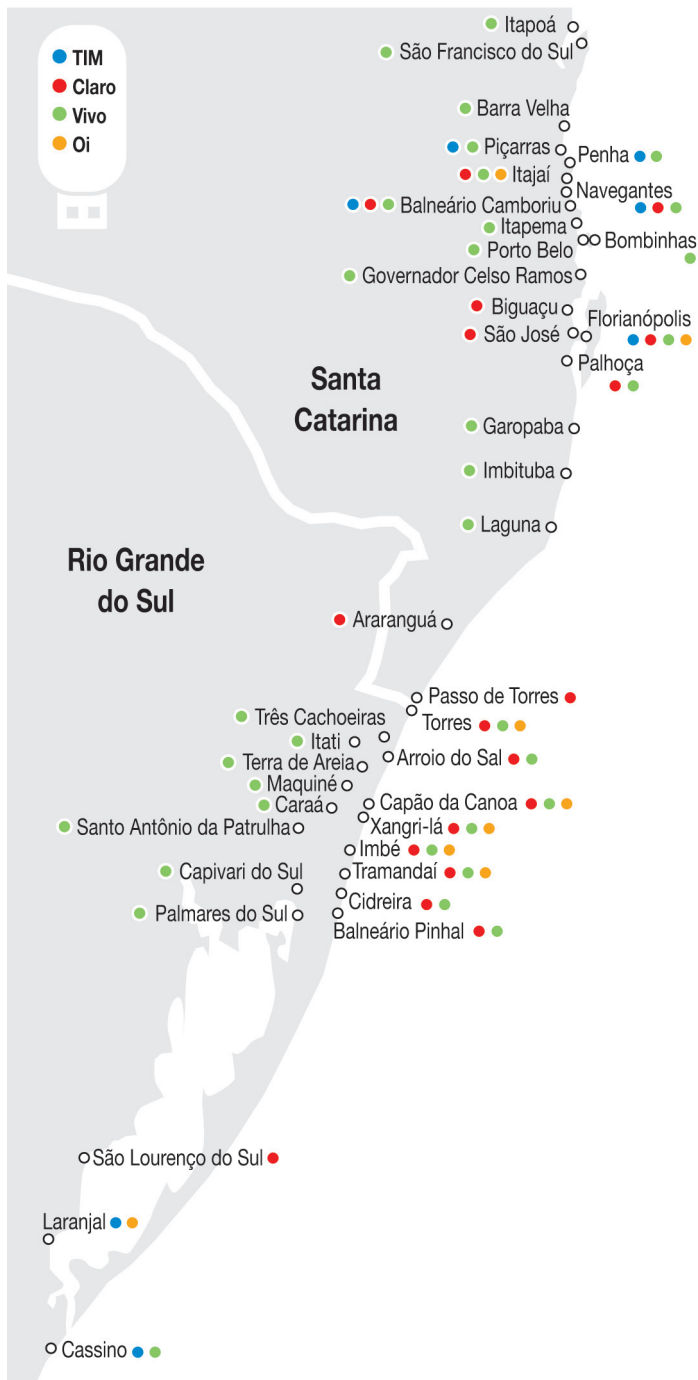 TIM
Claro
Vivo
Oi
Itapoá
São Francisco do Sul
Barra Velha
Piçarras
Penha
Itajaí
Navegantes
Balneário Camboriu
Itapema
Bombinhas
Porto Belo
Governador Celso Ramos
Biguaçu
Florianópolis
São José
Palhoça
Santa
Catarina
Garopaba
Imbituba
Laguna
Rio Grande
do Sul
Araranguá
Passo de Torres
Três Cachoeiras
Torres
Itati
Arroio do Sal
Terra de Areia
Maquiné
Caraá
Capão da Canoa
Santo Antônio da Patrulha
Xangri-lá
Imbé
Capivari do Sul
Tramandaí
Cidreira
Palmares do Sul
Balneário Pinhal
São Lourenço do Sul
Laranjal
Cassino